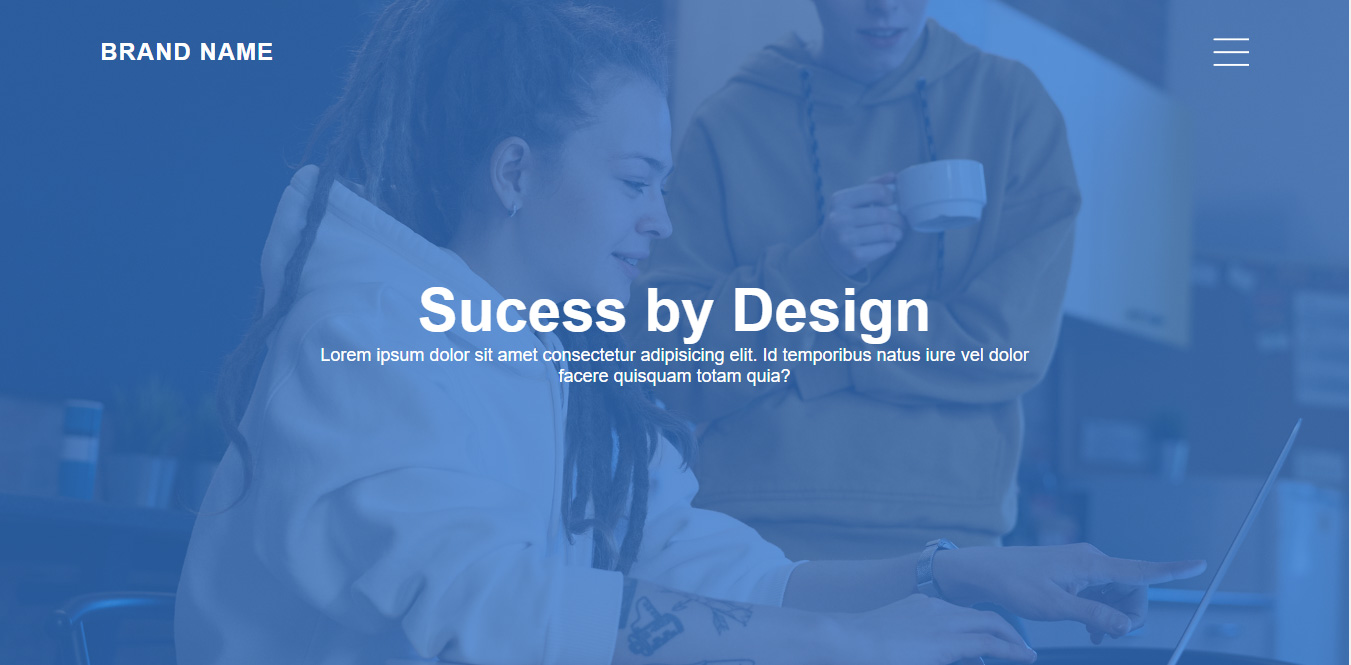 BRAND NAME
Sucess by Design
Lorem ipsum dolor sit amet consectetur adipisicing elit. Id temporibus natus iure vel dolor
facere quisquam totam quia?